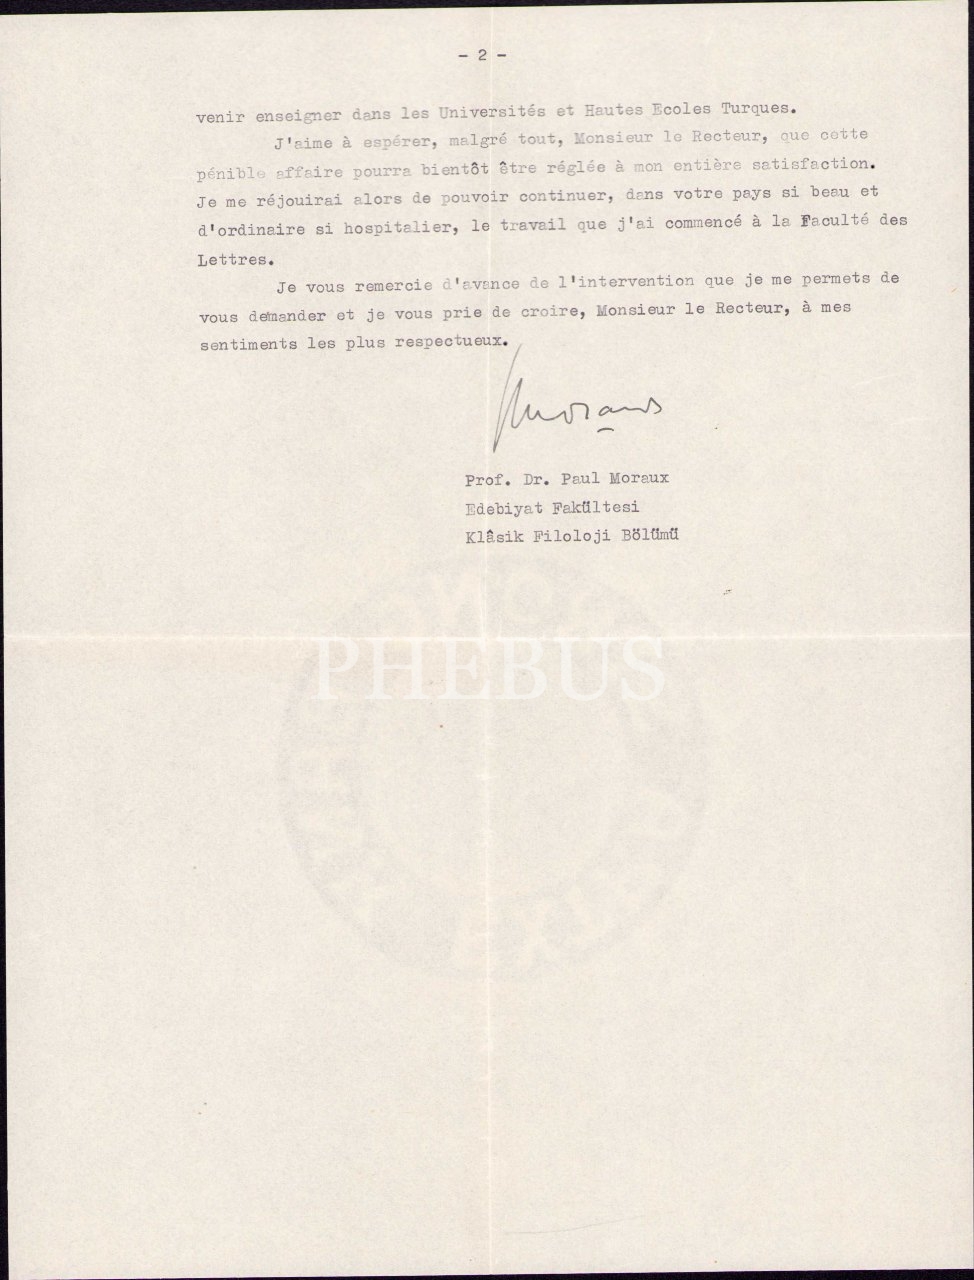 - 2 -
venir enseigner dans les Universités et Hautes Ecoles Turques.
J'aime à espérer, malgré tout, Monsieur le Recteur, que cette
pénible affaire pourra bientôt être réglée à mon entière satisfaction.
Je me réjouirai alors de pouvoir continuer, dans votre pays si beau et
d'ordinaire si hospitalier, le travail que j'ai commencé à la Faculté des
Lettres.
Je vous remercie d'avance de l'intervention que je me permets de
vous demander et je vous prie de croire, Monsieur le Recteur, à mes
sentiments les plus respectueux.
Moraux
Prof. Dr. Paul Moraux
Edebiyat Fakültesi
Klâsik Filoloji Bölümü
PHEBUS